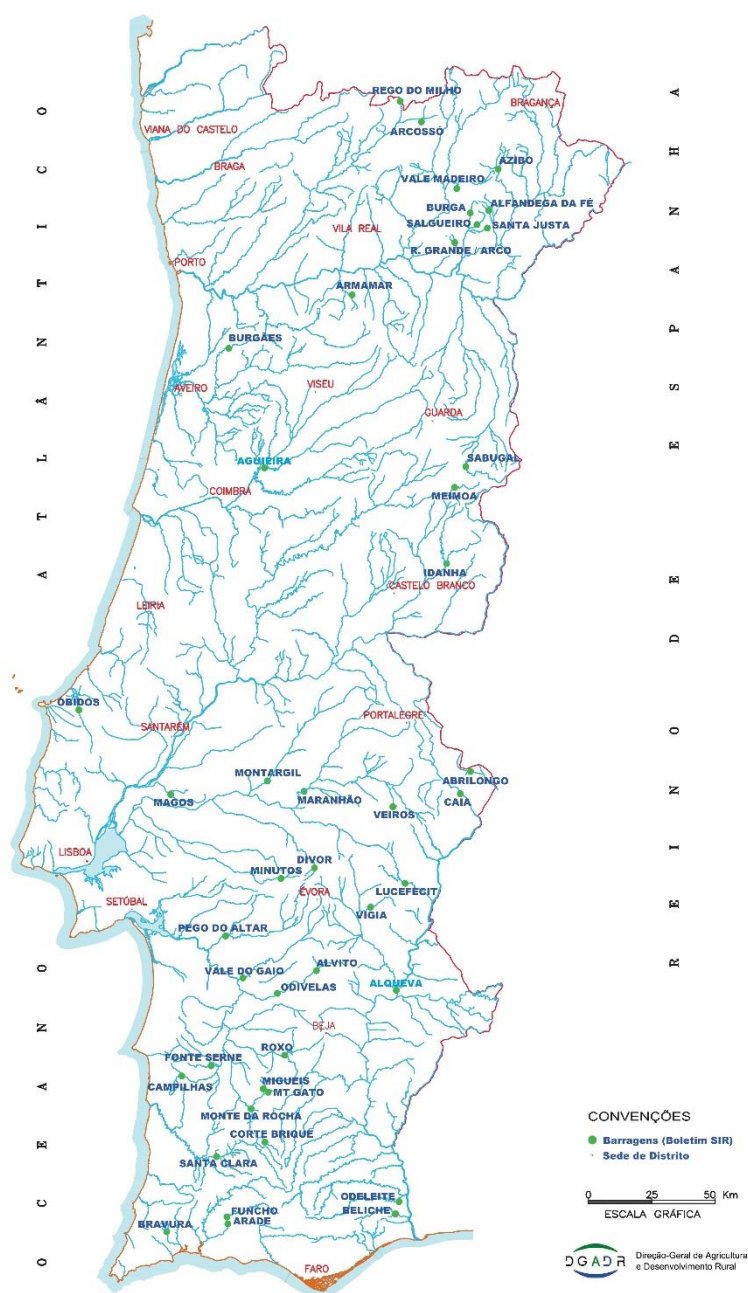 REGO DO MILHO
BRAGANÇA
ARCOSSO
VIANA DO CASTELO
BRAGA
AZIBO
VALE MADEIRO
BURGA
ALFANDEGA DA FÉ
SALGUEIRO
SANTA JUSTA
VILA REAL
R. GRANDE / ARCO
PORTO
ARMAMAR
BURGÃES
AVEIRO
VISEU
GUARDA
AGUIEIRA
SABUGAL
COIMBRA
MEIMOA
IDANHA
CASTELO BRANCO
LEIRIA
ÓBIDOS
SANTARÉM
PORTALEGRE
MONTARGIL
ABRILONGO
MAGOS
MARANHÃO
CAIA
VEIROS
LISBOA
DIVOR
MINUTOS
ÉVORA
LUCEFECIT
SETÚBAL
VIGIA
PEGO DO ALTAR
VALE DO GAIO
ALVITO
ALQUEVA
ODIVELAS
BEJA
ROXO
FONTE SERNE
CAMPILHAS
MIGUEIS
MT GATO
MONTE DA ROCHA
CORTE BRIQUE
SANTA CLARA
ODELEITE
BELICHE
FUNCHO
ARADE
BRAVURA
FARO
OCEANO ATLÂNTICO
REINO DE ESPANHA
CONVENÇÕES
Barragens (Boletim SIR)
Sede de Distrito
0 25 50 Km
ESCALA GRÁFICA
DGADR
Direção-Geral de Agricultura
e Desenvolvimento Rural